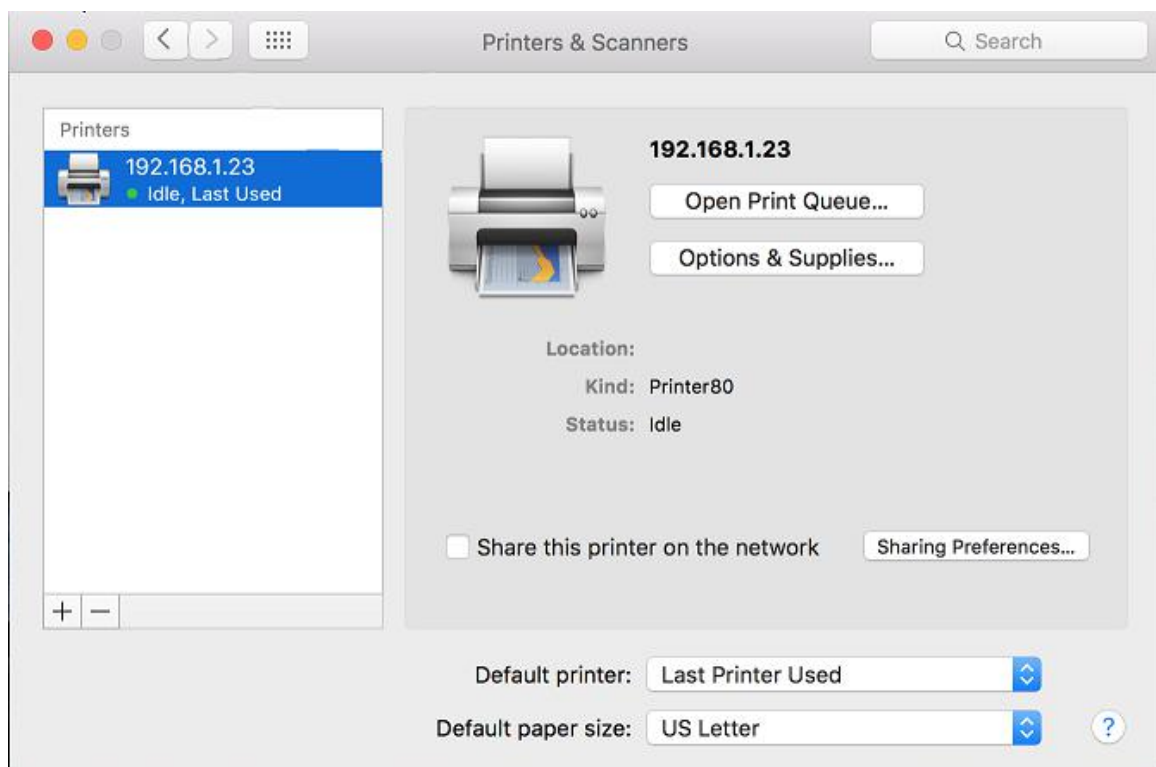 Printers & Scanners
Search
Printers
192.168.1.23
Idle, Last Used
192.168.1.23
Open Print Queue...
Options & Supplies...
Location:
Kind: Printer80
Status: Idle
Share this printer on the network
Sharing Preferences...
Default printer: Last Printer Used
Default paper size: US Letter
?